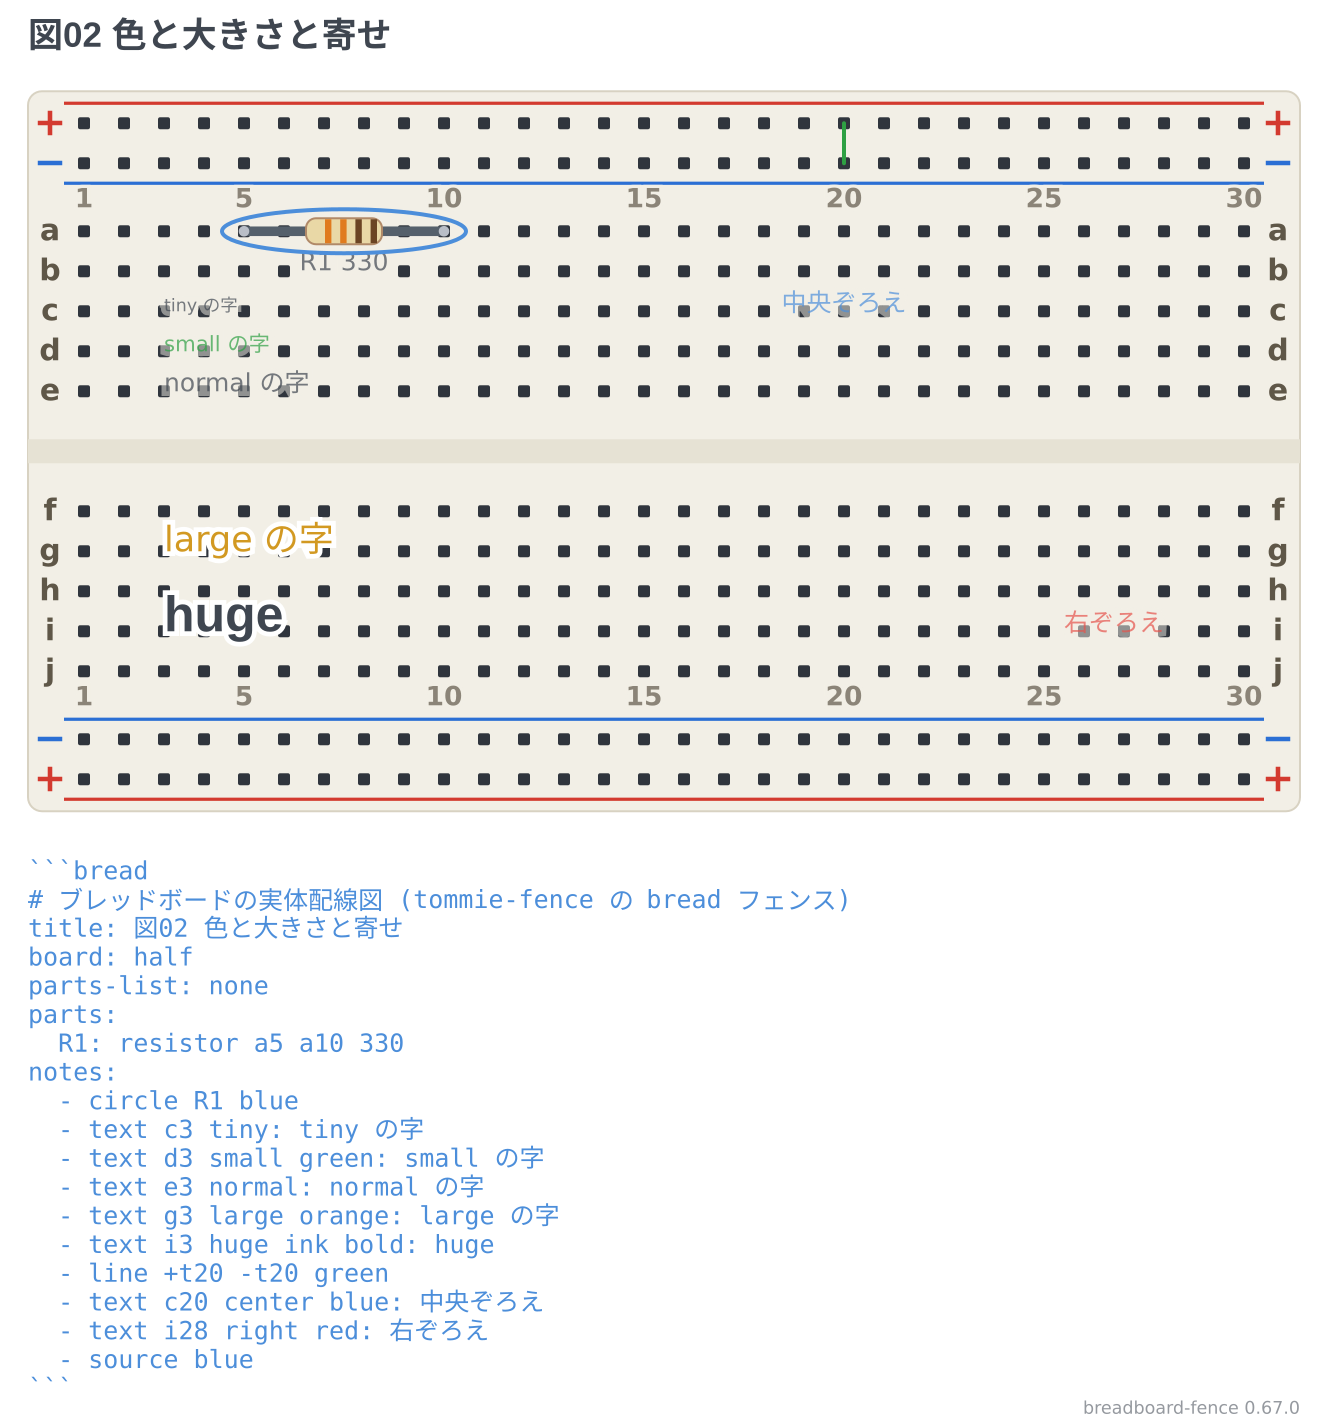 図02 色と大きさと寄せ
+ +
− −
1 5 10 15 20 25 30
a a
R1 330
b b
tiny の字 中央ぞろえ
c c
small の字
d d
normal の字
e e
f f
large の字
g g
h h
huge 右ぞろえ
i i
j j
1 5 10 15 20 25 30
− −
+ +
```bread
# ブレッドボードの実体配線図 (tommie-fence の bread フェンス)
title: 図02 色と大きさと寄せ
board: half
parts-list: none
parts:
  R1: resistor a5 a10 330
notes:
  - circle R1 blue
  - text c3 tiny: tiny の字
  - text d3 small green: small の字
  - text e3 normal: normal の字
  - text g3 large orange: large の字
  - text i3 huge ink bold: huge
  - line +t20 -t20 green
  - text c20 center blue: 中央ぞろえ
  - text i28 right red: 右ぞろえ
  - source blue
```
breadboard-fence 0.67.0